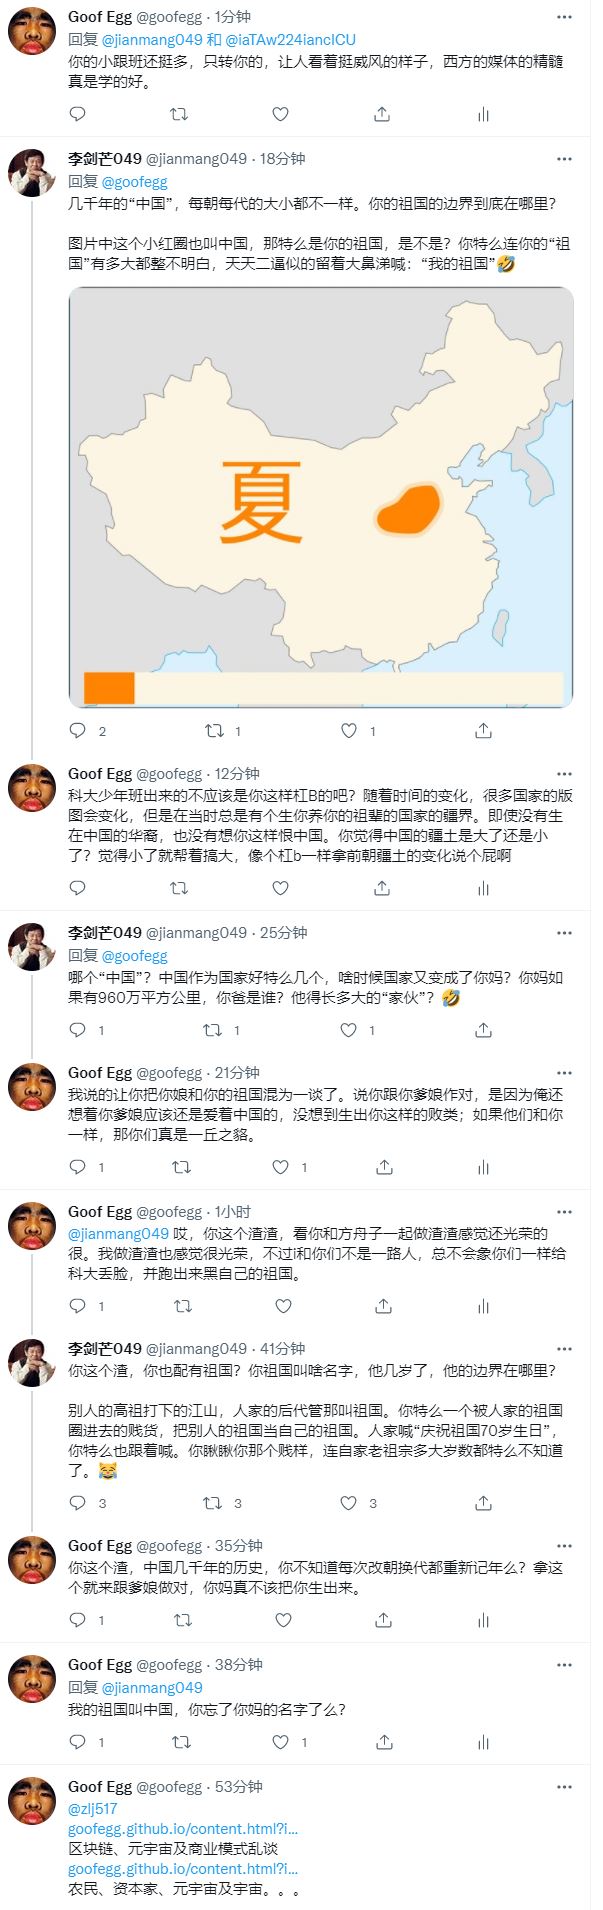 Goof Egg @goofegg · 1分钟
回复 @jianmang049 和 @iaTAw224iancICU
你的小跟班还挺多，只转你的，让人看着挺威风的样子，西方的媒体的精髓
真是学的好。
李剑芒049 @jianmang049 · 18分钟
回复 @goofegg
几千年的“中国”，每朝每代的大小都不一样。你的祖国的边界到底在哪里？
图片中这个小红圈也叫中国，那特么是你的祖国，是不是？你特么连你的“祖
国”有多大都整不明白，天天二逼似的留着大鼻涕喊：“我的祖国”🤣
夏
2
1
1
Goof Egg @goofegg · 12分钟
科大少年班出来的不应该是你这样杠B的吧？随着时间的变化，很多国家的版
图会变化，但是在当时总是有个生你养你的祖辈的国家的疆界。即使没有生
在中国的华裔，也没有想你这样恨中国。你觉得中国的疆土是大了还是小
了？觉得小了就帮着搞大，像个杠b一样拿前朝疆土的变化说个屁啊
李剑芒049 @jianmang049 · 25分钟
回复 @goofegg
哪个“中国”？中国作为国家好特么几个，啥时候国家又变成了你妈？你妈如
果有960万平方公里，你爸是谁？他得长多大的“家伙”？🤣
1
1
1
Goof Egg @goofegg · 21分钟
我说的让你把你娘和你的祖国混为一谈了。说你跟你爹娘作对，是因为俺还
想着你爹娘应该还是爱着中国的，没想到生出你这样的败类；如果他们和你
一样，那你们真是一丘之貉。
1
1
Goof Egg @goofegg · 1小时
@jianmang049 哎，你这个渣渣，看你和方舟子一起做渣渣感觉还光荣的
很。我做渣渣也感觉很光荣，不过i和你们不是一路人，总不会象你们一样给
科大丢脸，并跑出来黑自己的祖国。
1
李剑芒049 @jianmang049 · 41分钟
你这个渣，你也配有祖国？你祖国叫啥名字，他几岁了，他的边界在哪里？
别人的高祖打下的江山，人家的后代管那叫祖国。你特么一个被人家的祖国
圈进去的贱货，把别人的祖国当自己的祖国。人家喊“庆祝祖国70岁生日”，
你特么也跟着喊。你瞅瞅你那个贱样，连自家老祖宗多大岁数都特么不知道
了。😹
3
3
3
Goof Egg @goofegg · 35分钟
你这个渣，中国几千年的历史，你不知道每次改朝换代都重新记年么？拿这
个就来跟爹娘做对，你妈真不该把你生出来。
1
Goof Egg @goofegg · 38分钟
回复 @jianmang049
我的祖国叫中国，你忘了你妈的名字了么？
1
1
Goof Egg @goofegg · 53分钟
@zlj517
goofegg.github.io/content.html?i...
区块链、元宇宙及商业模式乱谈
goofegg.github.io/content.html?i...
农民、资本家、元宇宙及宇宙。。。